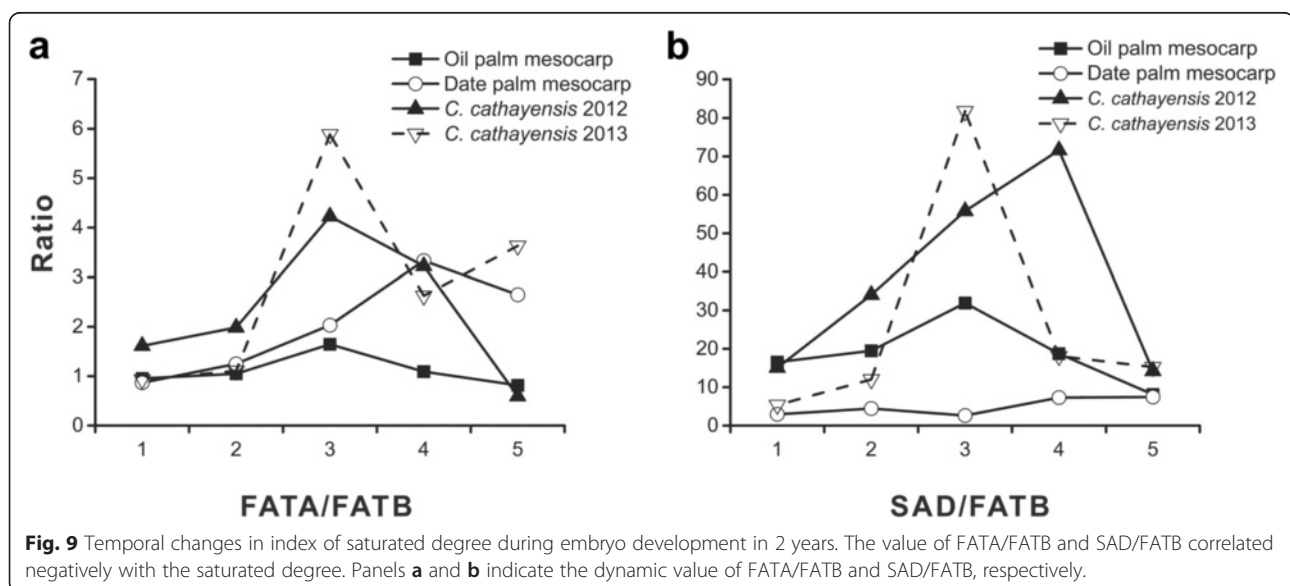 a
Oil palm mesocarp
Date palm mesocarp
C. cathayensis 2012
C. cathayensis 2013
7
6
5
4
3
2
1
0
Ratio
1 2 3 4 5
FATA/FATB
b
Oil palm mesocarp
Date palm mesocarp
C. cathayensis 2012
C. cathayensis 2013
90
80
70
60
50
40
30
20
10
0
1 2 3 4 5
SAD/FATB
Fig. 9 Temporal changes in index of saturated degree during embryo development in 2 years. The value of FATA/FATB and SAD/FATB correlated
negatively with the saturated degree. Panels a and b indicate the dynamic value of FATA/FATB and SAD/FATB, respectively.